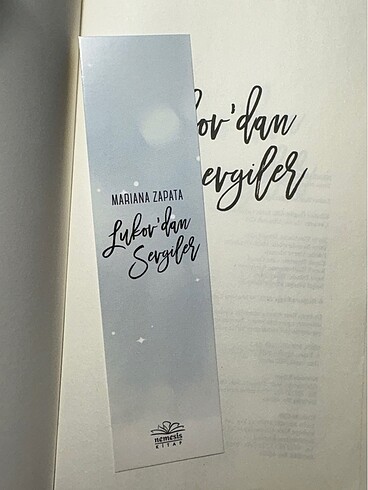 MARIANA ZAPATA
Lukov'dan
Sevgiler
nemesis
KİTAP
ov'dan
evgiler